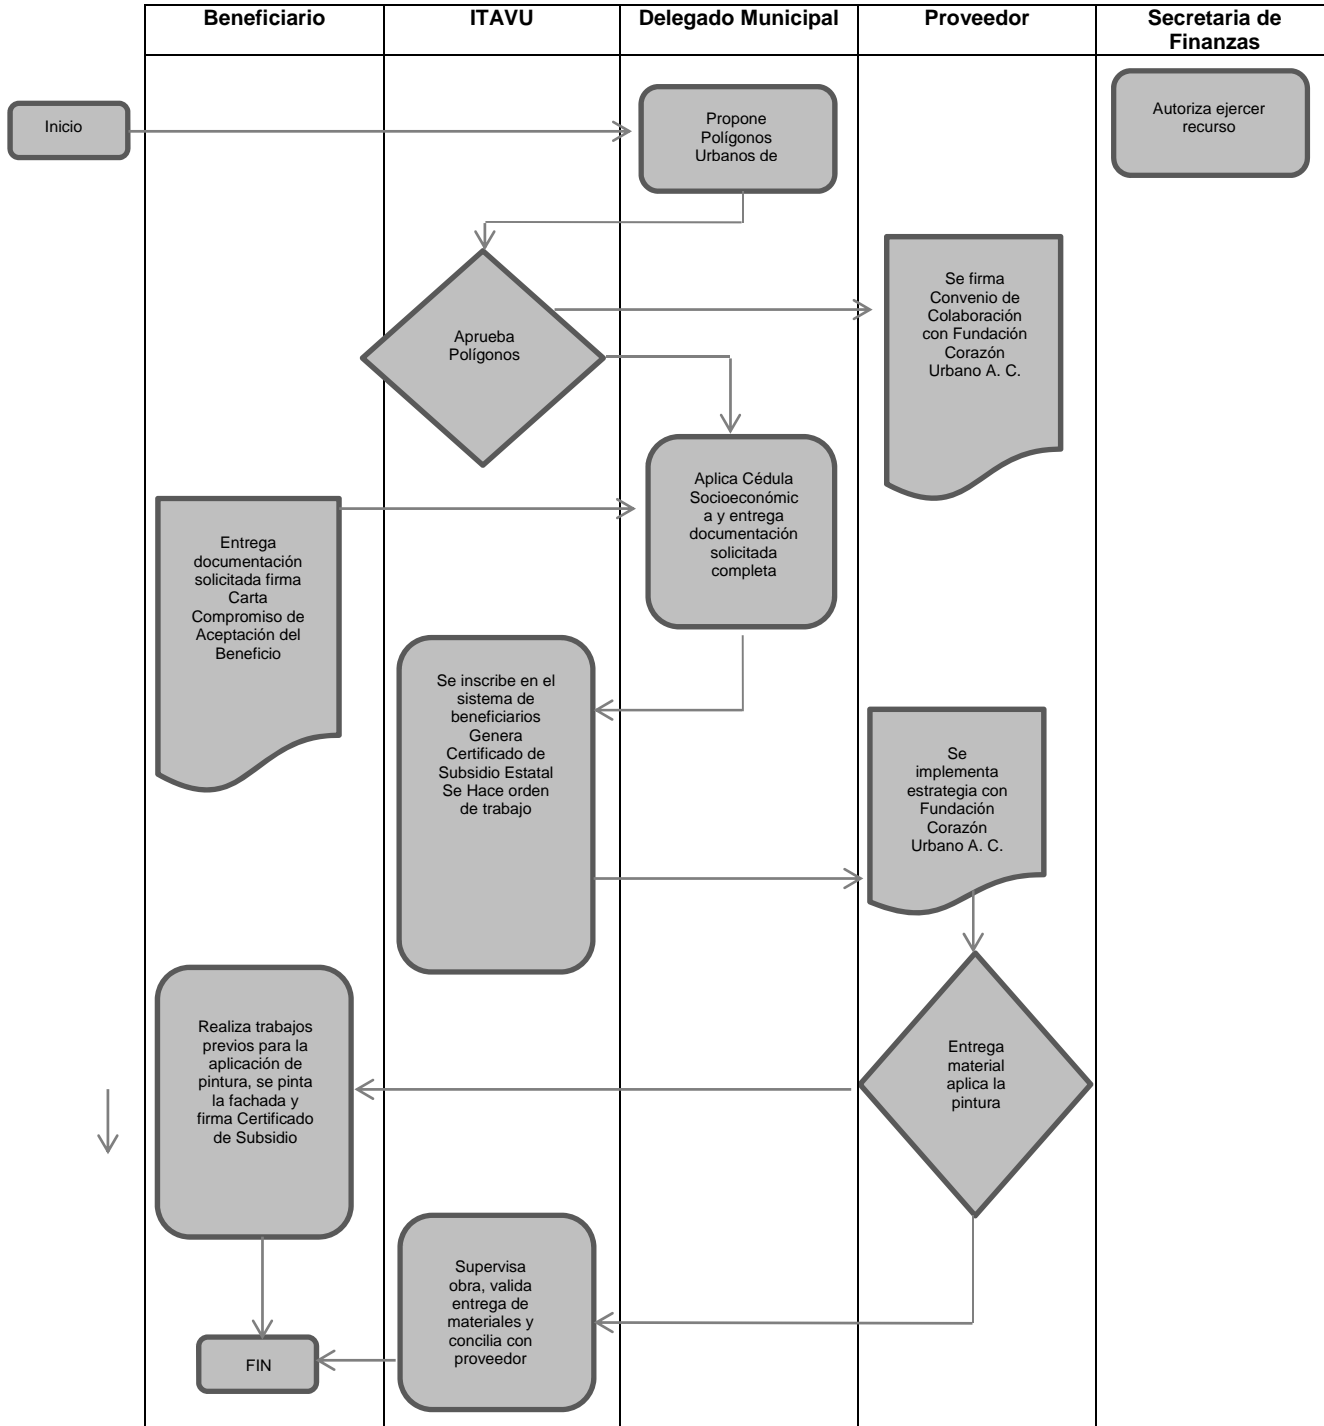 Beneficiario
ITAVU
Delegado Municipal
Proveedor
Secretaria de
Finanzas
Inicio
Propone
Polígonos
Urbanos de
Autoriza ejercer
recurso
Aprueba
Polígonos
Se firma
Convenio de
Colaboración
con Fundación
Corazón
Urbano A. C.
Aplica Cédula
Socioeconómic
a y entrega
documentación
solicitada
completa
Entrega
documentación
solicitada firma
Carta
Compromiso de
Aceptación del
Beneficio
Se inscribe en el
sistema de
beneficiarios
Genera
Certificado de
Subsidio Estatal
Se Hace orden
de trabajo
Se
implementa
estrategia con
Fundación
Corazón
Urbano A. C.
Realiza trabajos
previos para la
aplicación de
pintura, se pinta
la fachada y
firma Certificado
de Subsidio
Entrega
material
aplica la
pintura
Supervisa
obra, valida
entrega de
materiales y
concilia con
proveedor
FIN